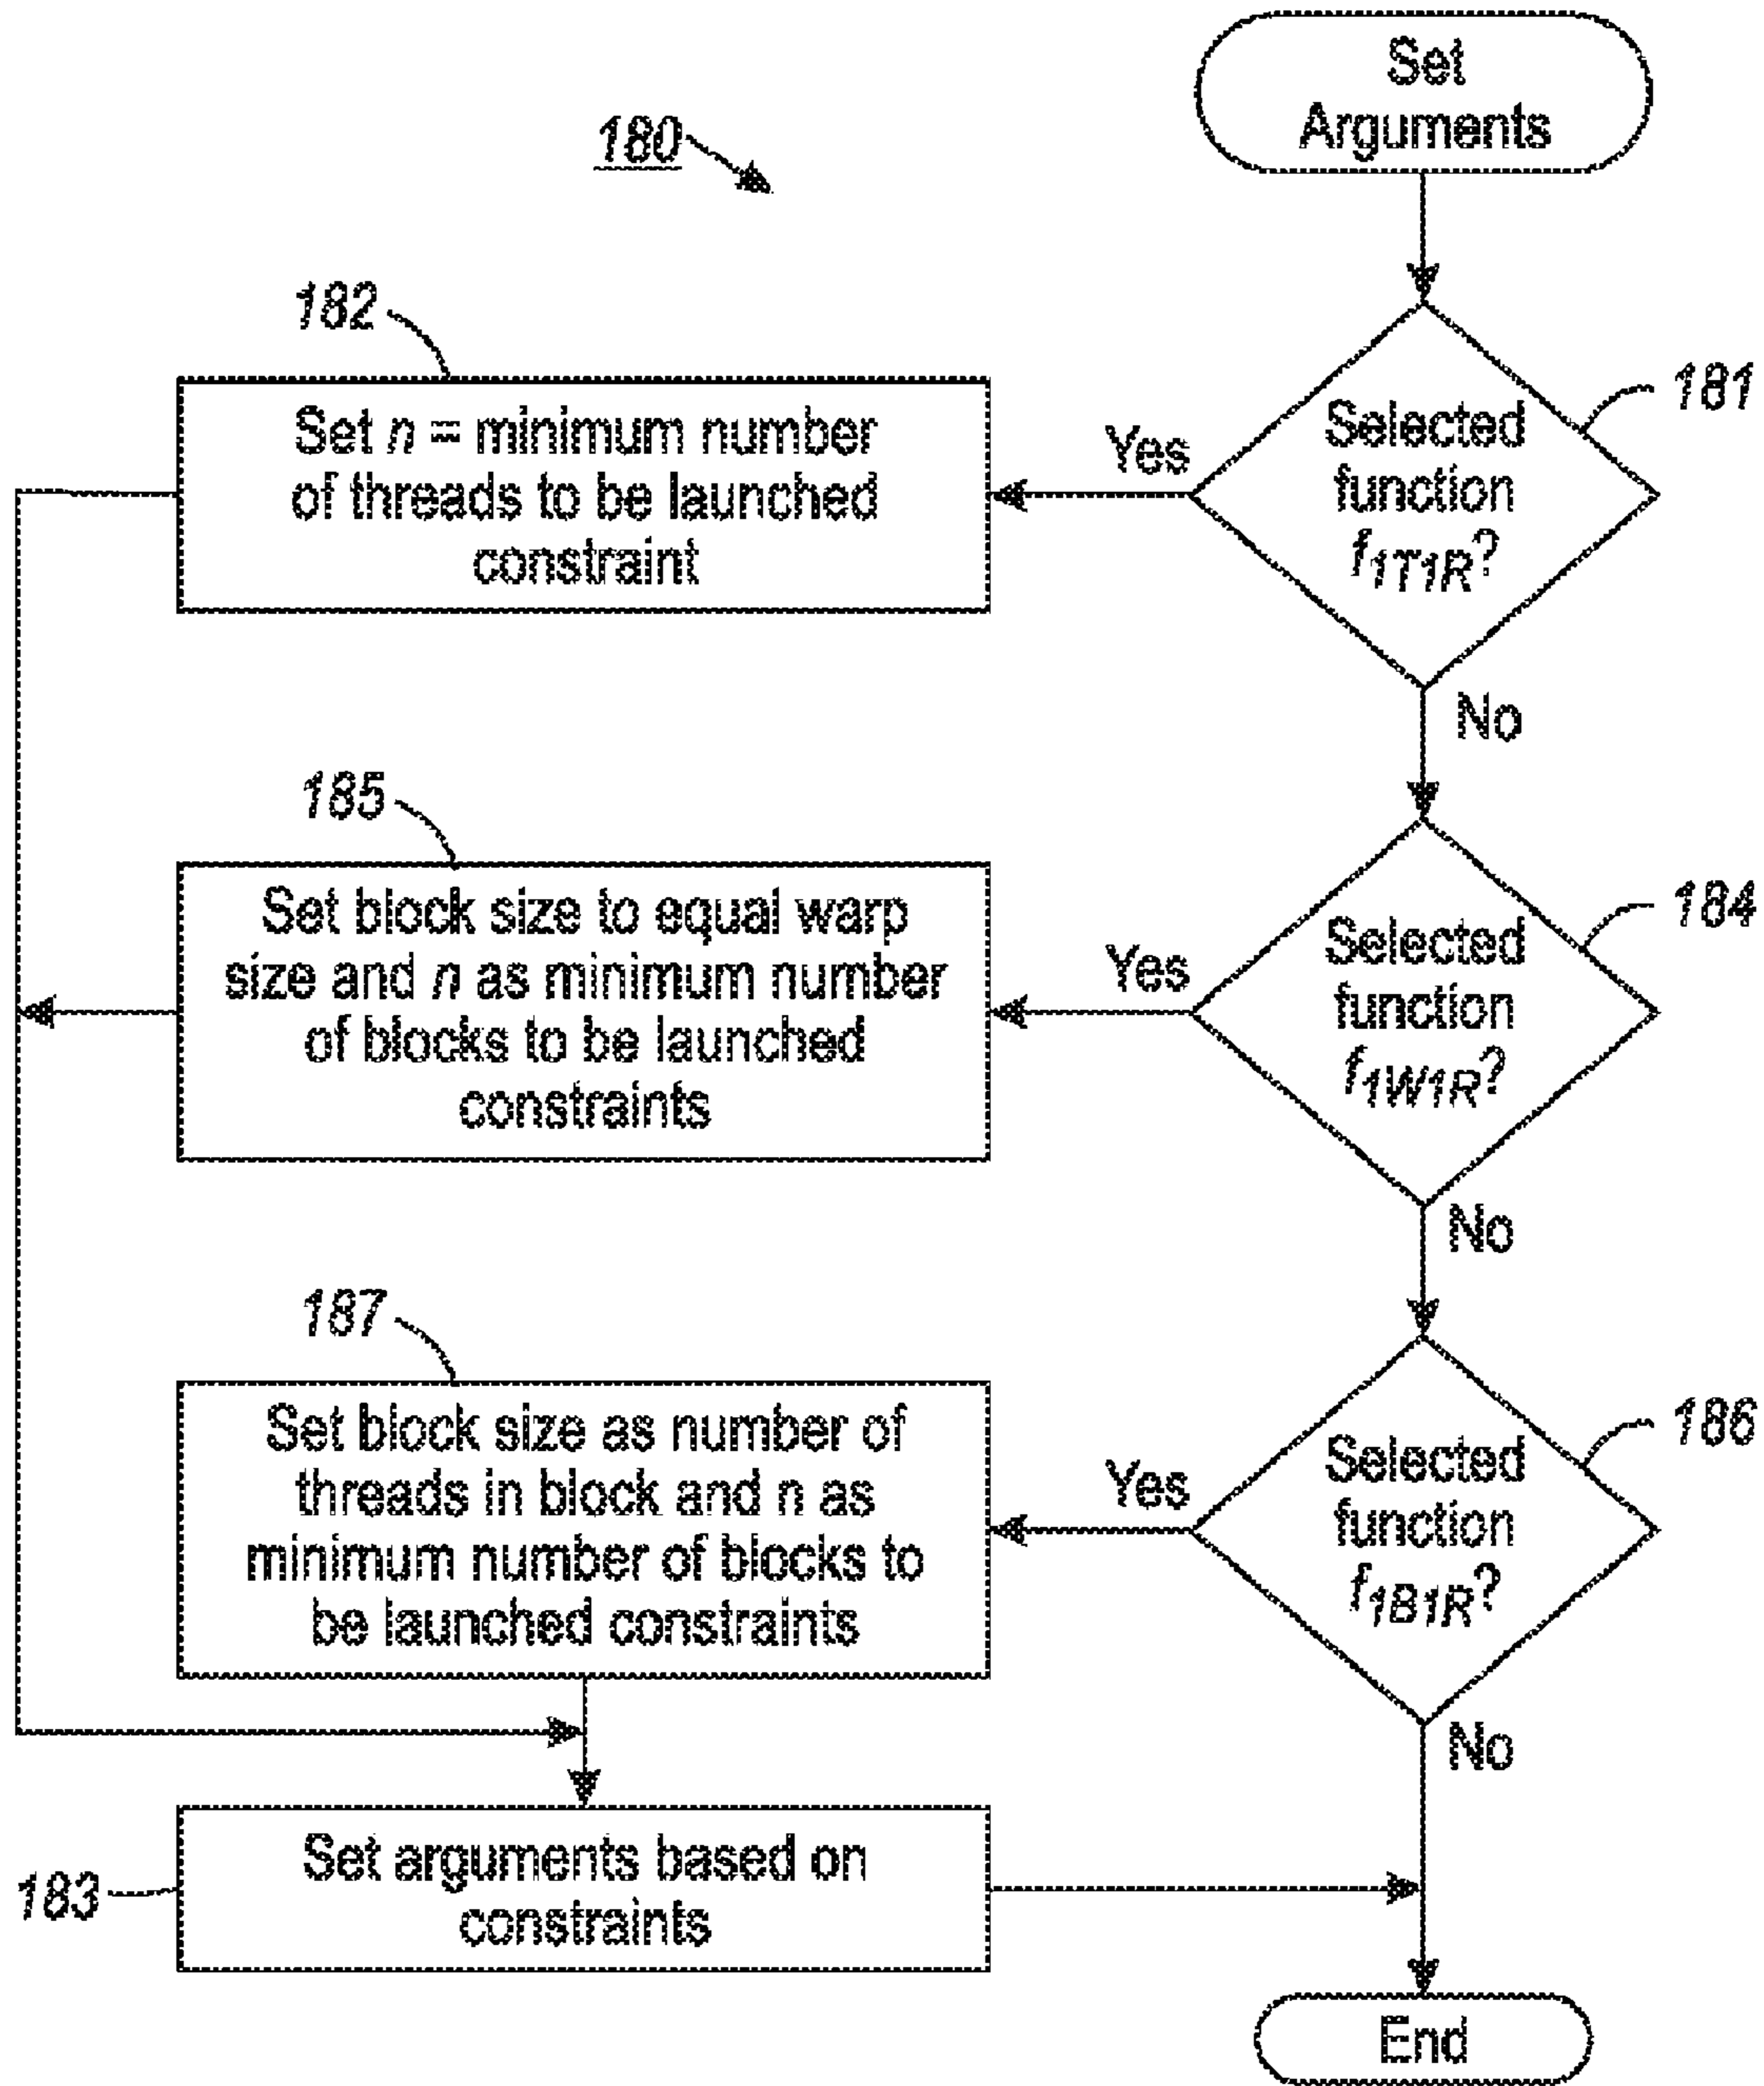 Set
Arguments
180
182
Set n = minimum number
of threads to be launched
constraint
Yes
Selected
function
f1T1R?
181
No
185
Set block size to equal warp
size and n as minimum number
of blocks to be launched
constraints
Yes
Selected
function
f1W1R?
184
No
187
Set block size as number of
threads in block and n as
minimum number of blocks to
be launched constraints
Yes
Selected
function
f1B1R?
186
No
183
Set arguments based on
constraints
End